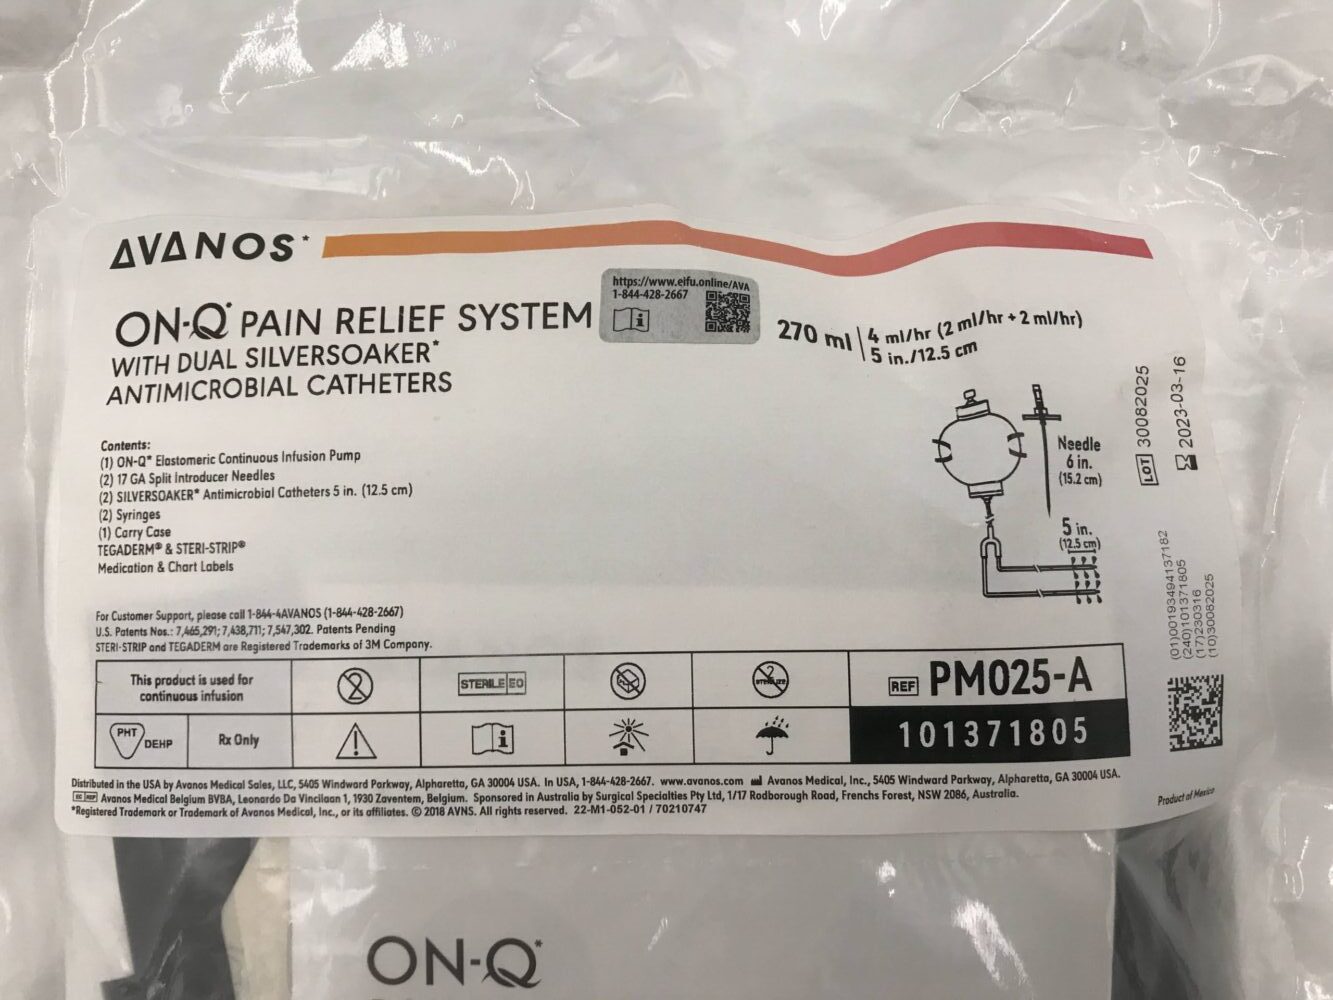 AVANOS*
ON-Q* PAIN RELIEF SYSTEM
WITH DUAL SILVERSOAKER*
ANTIMICROBIAL CATHETERS
https://www.eifu.online/AVA
1-844-428-2667
i
270 ml
4 ml/hr (2 ml/hr + 2 ml/hr)
5 in./12.5 cm
Contents:
(1) ON-Q* Elastomeric Continuous Infusion Pump
(2) 17 GA Split Introducer Needles
(2) SILVERSOAKER* Antimicrobial Catheters 5 in. (12.5 cm)
(2) Syringes
(1) Carry Case
TEGADERM® & STERI-STRIP®
Medication & Chart Labels
Needle
6 in.
(15.2 cm)
5 in.
(12.5 cm)
LOT 30082025
2023-03-16
(01)00193494137182
(240)101371805
(17)230316
(10)30082025
For Customer Support, please call 1-844-4AVANOS (1-844-428-2667)
U.S. Patents Nos.: 7,465,291; 7,438,711; 7,547,302. Patents Pending
STERI-STRIP and TEGADERM are Registered Trademarks of 3M Company.
This product is used for
continuous infusion
2
STERILE EO
2
STERILIZE
REF PM025-A
PHT
DEHP
Rx Only
i
101371805
Distributed in the USA by Avanos Medical Sales, LLC, 5405 Windward Parkway, Alpharetta, GA 30004 USA. In USA, 1-844-428-2667. www.avanos.com Avanos Medical, Inc., 5405 Windward Parkway, Alpharetta, GA 30004 USA.
EC REP Avanos Medical Belgium BVBA, Leonardo Da Vincilaan 1, 1930 Zaventem, Belgium. Sponsored in Australia by Surgical Specialties Pty Ltd, 1/17 Rodborough Road, Frenchs Forest, NSW 2086, Australia.
*Registered Trademark or Trademark of Avanos Medical, Inc., or its affiliates. © 2018 AVNS. All rights reserved. 22-M1-052-01 / 70210747
Product of Mexico
ON-Q*